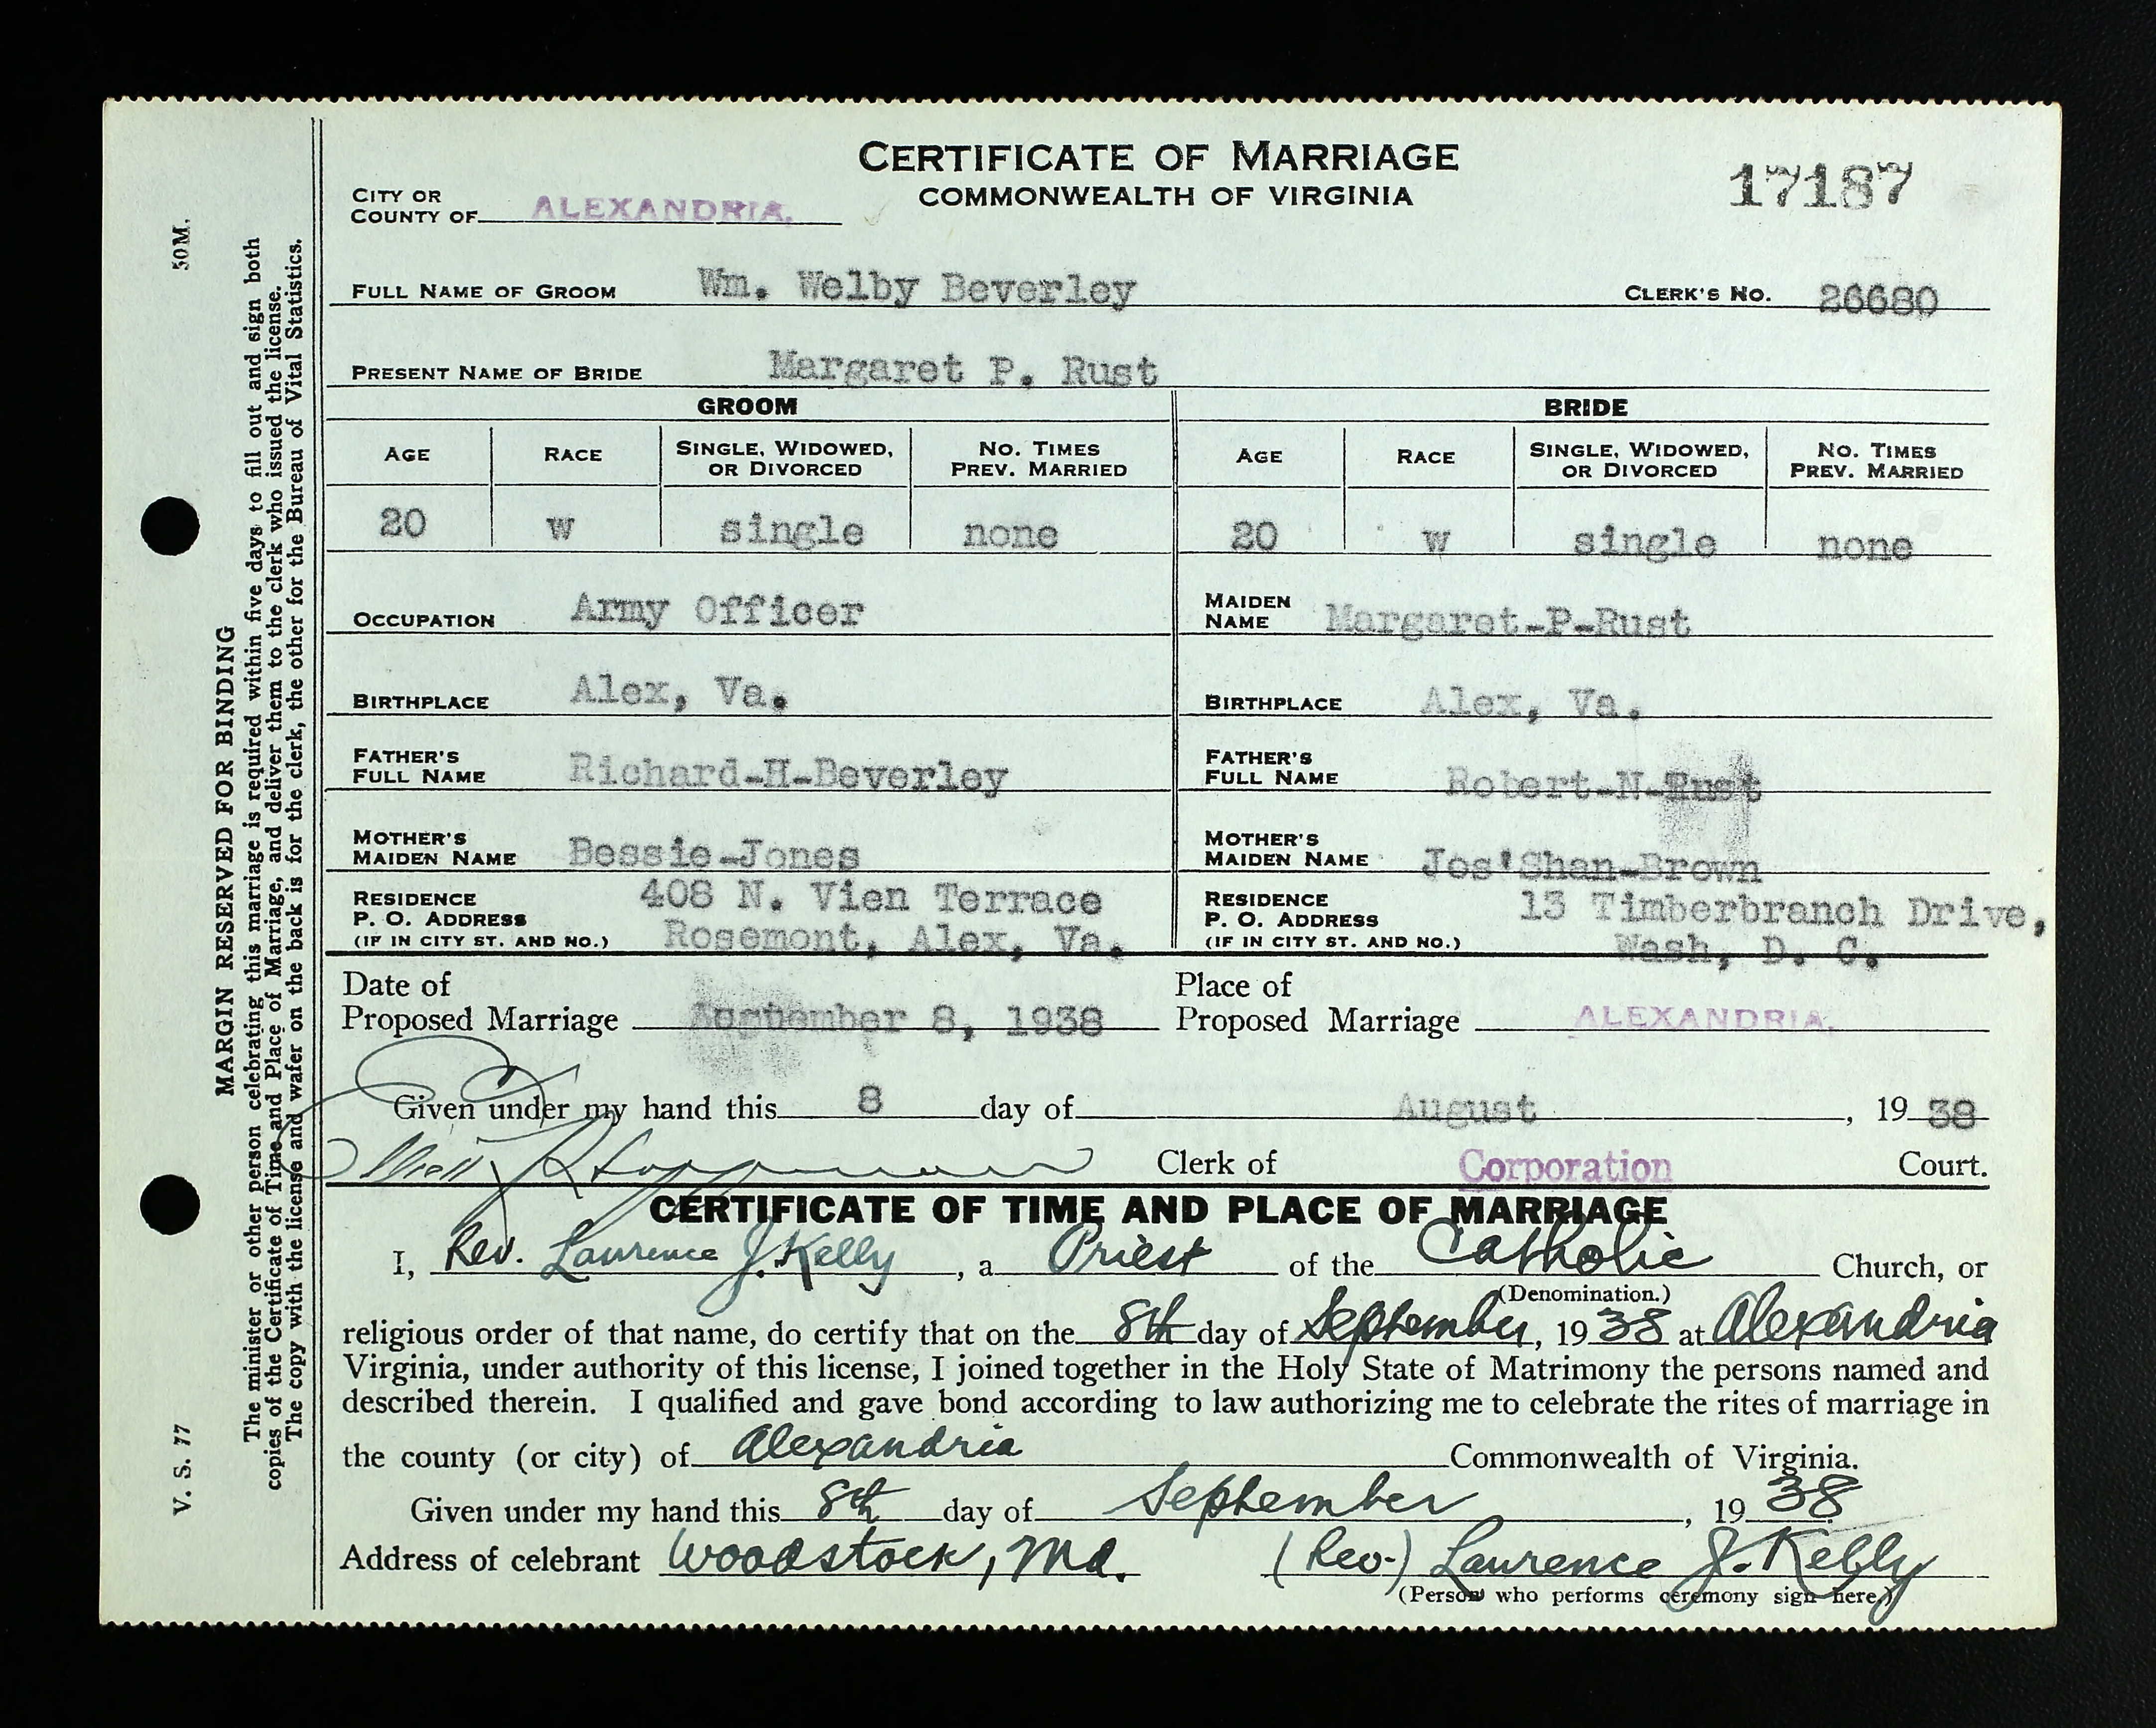 CERTIFICATE OF MARRIAGE
COMMONWEALTH OF VIRGINIA
17187
CITY OR
COUNTY OF ALEXANDRIA.
FULL NAME OF GROOM Wm. Welby Beverley CLERK'S NO. 26680
PRESENT NAME OF BRIDE Margaret P. Rust
GROOM BRIDE
AGE RACE SINGLE, WIDOWED, OR DIVORCED NO. TIMES PREV. MARRIED AGE RACE SINGLE, WIDOWED, OR DIVORCED NO. TIMES PREV. MARRIED
20 w single none 20 w single none
OCCUPATION Army Officer MAIDEN NAME Margaret-P-Rust
BIRTHPLACE Alex, Va. BIRTHPLACE Alex, Va.
FATHER'S FULL NAME Richard-H-Beverley FATHER'S FULL NAME Robert-N-Rust
MOTHER'S MAIDEN NAME Bessie-Jones MOTHER'S MAIDEN NAME Jos'Shan-Brown
RESIDENCE 408 N. Vien Terrace RESIDENCE 13 Timberbranch Drive,
P. O. ADDRESS Rosemont, Alex, Va. P. O. ADDRESS Wash, D. C.
(IF IN CITY ST. AND NO.) (IF IN CITY ST. AND NO.)
Date of Place of
Proposed Marriage September 8, 1938 Proposed Marriage ALEXANDRIA.
Given under my hand this 8 day of August, 1938
Clerk of Corporation Court.
CERTIFICATE OF TIME AND PLACE OF MARRIAGE
I, Rev. Laurence J. Kelly, a Priest of the Catholic Church, or
(Denomination.)
religious order of that name, do certify that on the 8th day of September, 1938 at Alexandria
Virginia, under authority of this license, I joined together in the Holy State of Matrimony the persons named and
described therein. I qualified and gave bond according to law authorizing me to celebrate the rites of marriage in
the county (or city) of Alexandria Commonwealth of Virginia.
Given under my hand this 8th day of September, 1938
Address of celebrant Woodstock, Md. (Rev.) Laurence J. Kelly
(Person who performs ceremony sign here.)
V. S. 77 50M.
MARGIN RESERVED FOR BINDING
The minister or other person celebrating this marriage is required within five days to fill out and sign both
copies of the Certificate of Time and Place of Marriage, and deliver them to the clerk who issued the license.
The copy with the license and wafer on the back is for the clerk, the other for the Bureau of Vital Statistics.